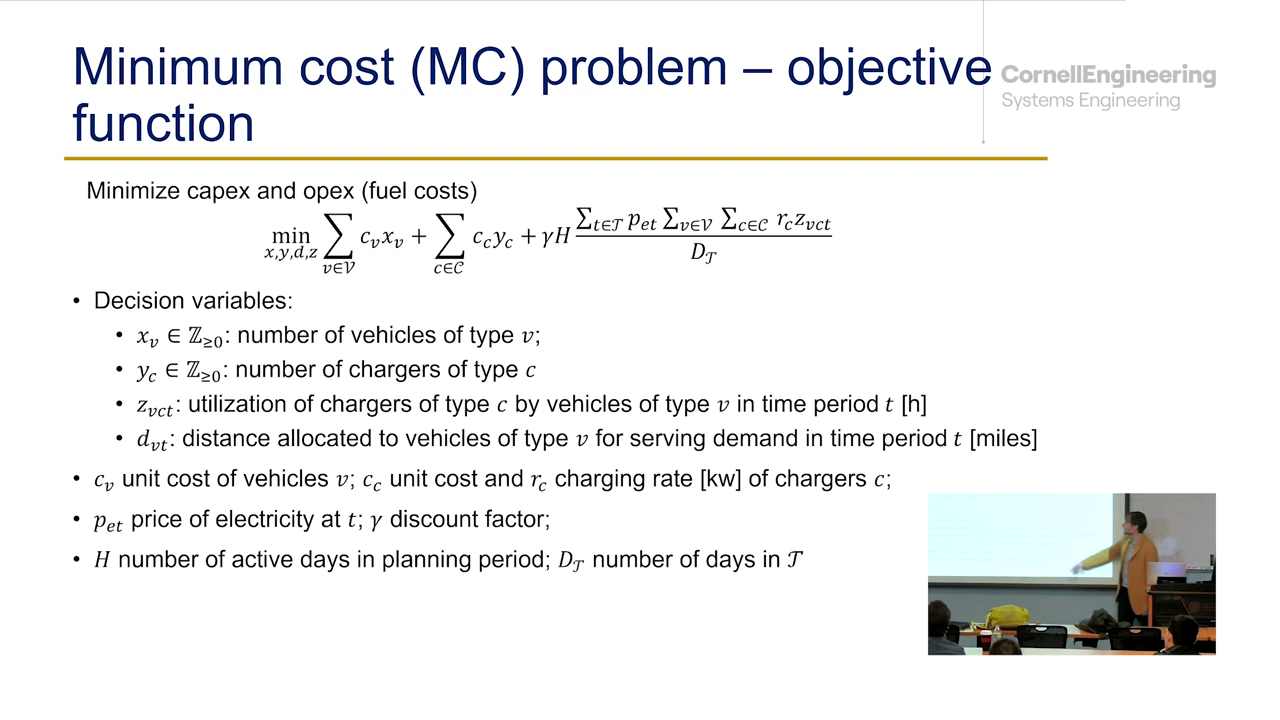 Minimum cost (MC) problem – objective
function
CornellEngineering
Systems Engineering
Minimize capex and opex (fuel costs)
min_{x,y,d,z} ∑_{v∈𝒱} c_v x_v + ∑_{c∈𝒞} c_c y_c + γH (∑_{t∈𝒯} p_{et} ∑_{v∈𝒱} ∑_{c∈𝒞} r_c z_{vct}) / D_𝒯
• Decision variables:
• x_v ∈ ℤ_{≥0}: number of vehicles of type v;
• y_c ∈ ℤ_{≥0}: number of chargers of type c
• z_{vct}: utilization of chargers of type c by vehicles of type v in time period t [h]
• d_{vt}: distance allocated to vehicles of type v for serving demand in time period t [miles]
• c_v unit cost of vehicles v; c_c unit cost and r_c charging rate [kw] of chargers c;
• p_{et} price of electricity at t; γ discount factor;
• H number of active days in planning period; D_𝒯 number of days in 𝒯